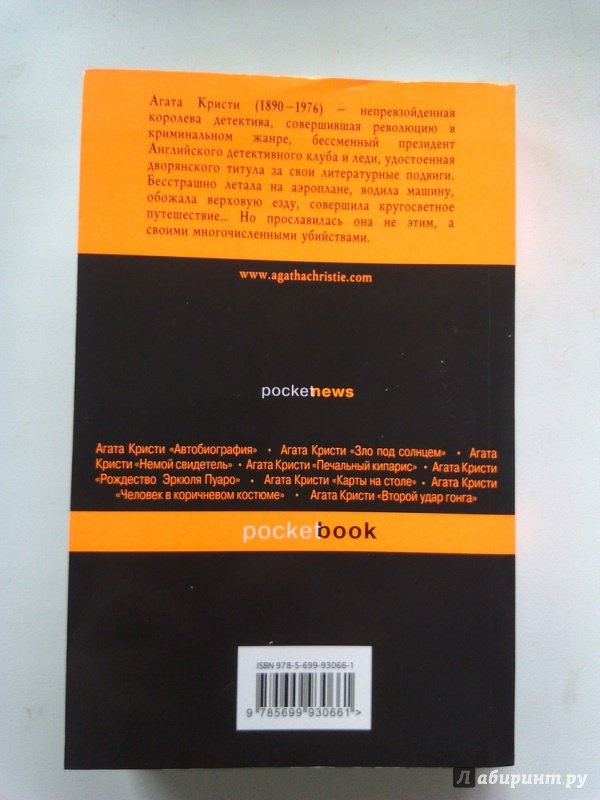 Агата Кристи (1890–1976) – непревзойденная
королева детектива, совершившая революцию в
криминальном жанре, бессменный президент
Английского детективного клуба и леди, удостоенная
дворянского титула за свои литературные подвиги.
Бесстрашно летала на аэроплане, водила машину,
обожала верховую езду, совершила кругосветное
путешествие... Но прославилась она не этим, а
своими многочисленными убийствами.
www.agathachristie.com
pocketnews
Агата Кристи «Автобиография» • Агата Кристи «Зло под солнцем» • Агата
Кристи «Немой свидетель» • Агата Кристи «Печальный кипарис» • Агата Кристи
«Рождество Эркюля Пуаро» • Агата Кристи «Карты на столе» • Агата Кристи
«Человек в коричневом костюме» • Агата Кристи «Второй удар гонга»
pocketbook
ISBN 978-5-699-93066-1
9 785699 930661 >
Лабиринт.ру